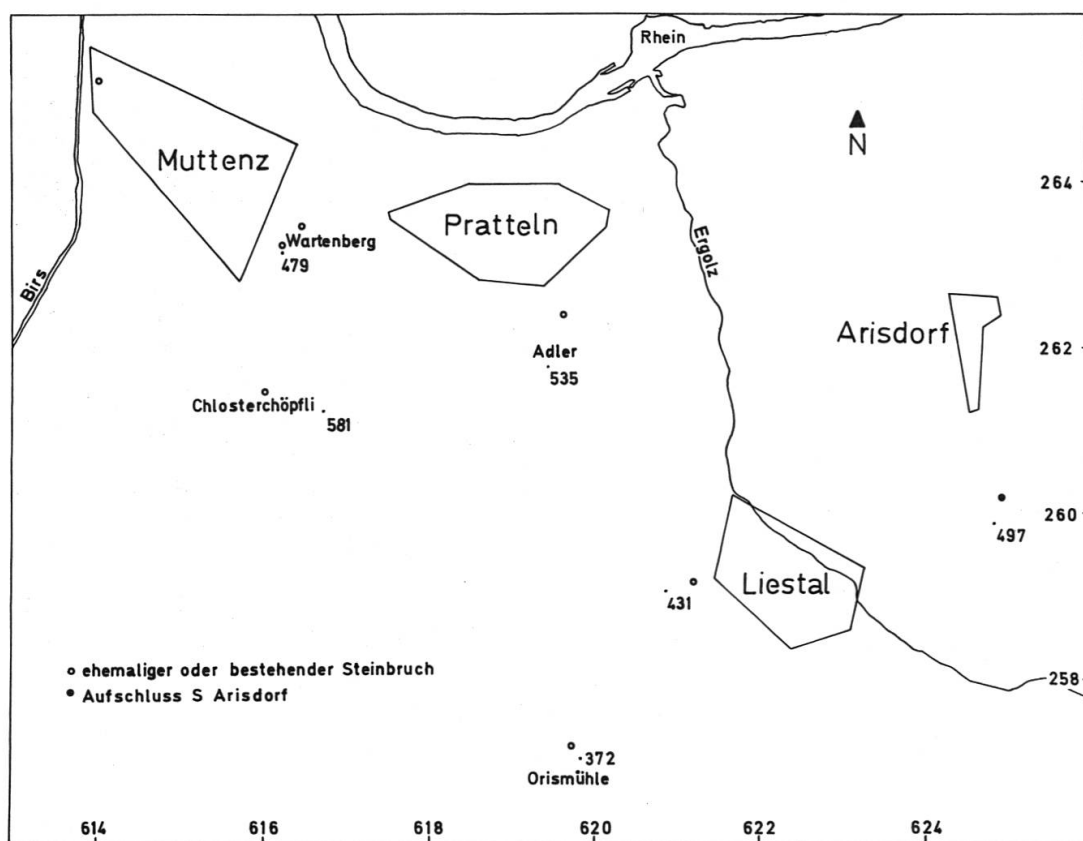 Rhein
N
Muttenz
264
Pratteln
Wartenberg
479
Ergolz
Birs
Arisdorf
262
Adler
535
Chlosterchöpfli
581
260
497
Liestal
431
ehemaliger oder bestehender Steinbruch
258
Aufschluss S Arisdorf
372
Orismühle
614 616 618 620 622 624